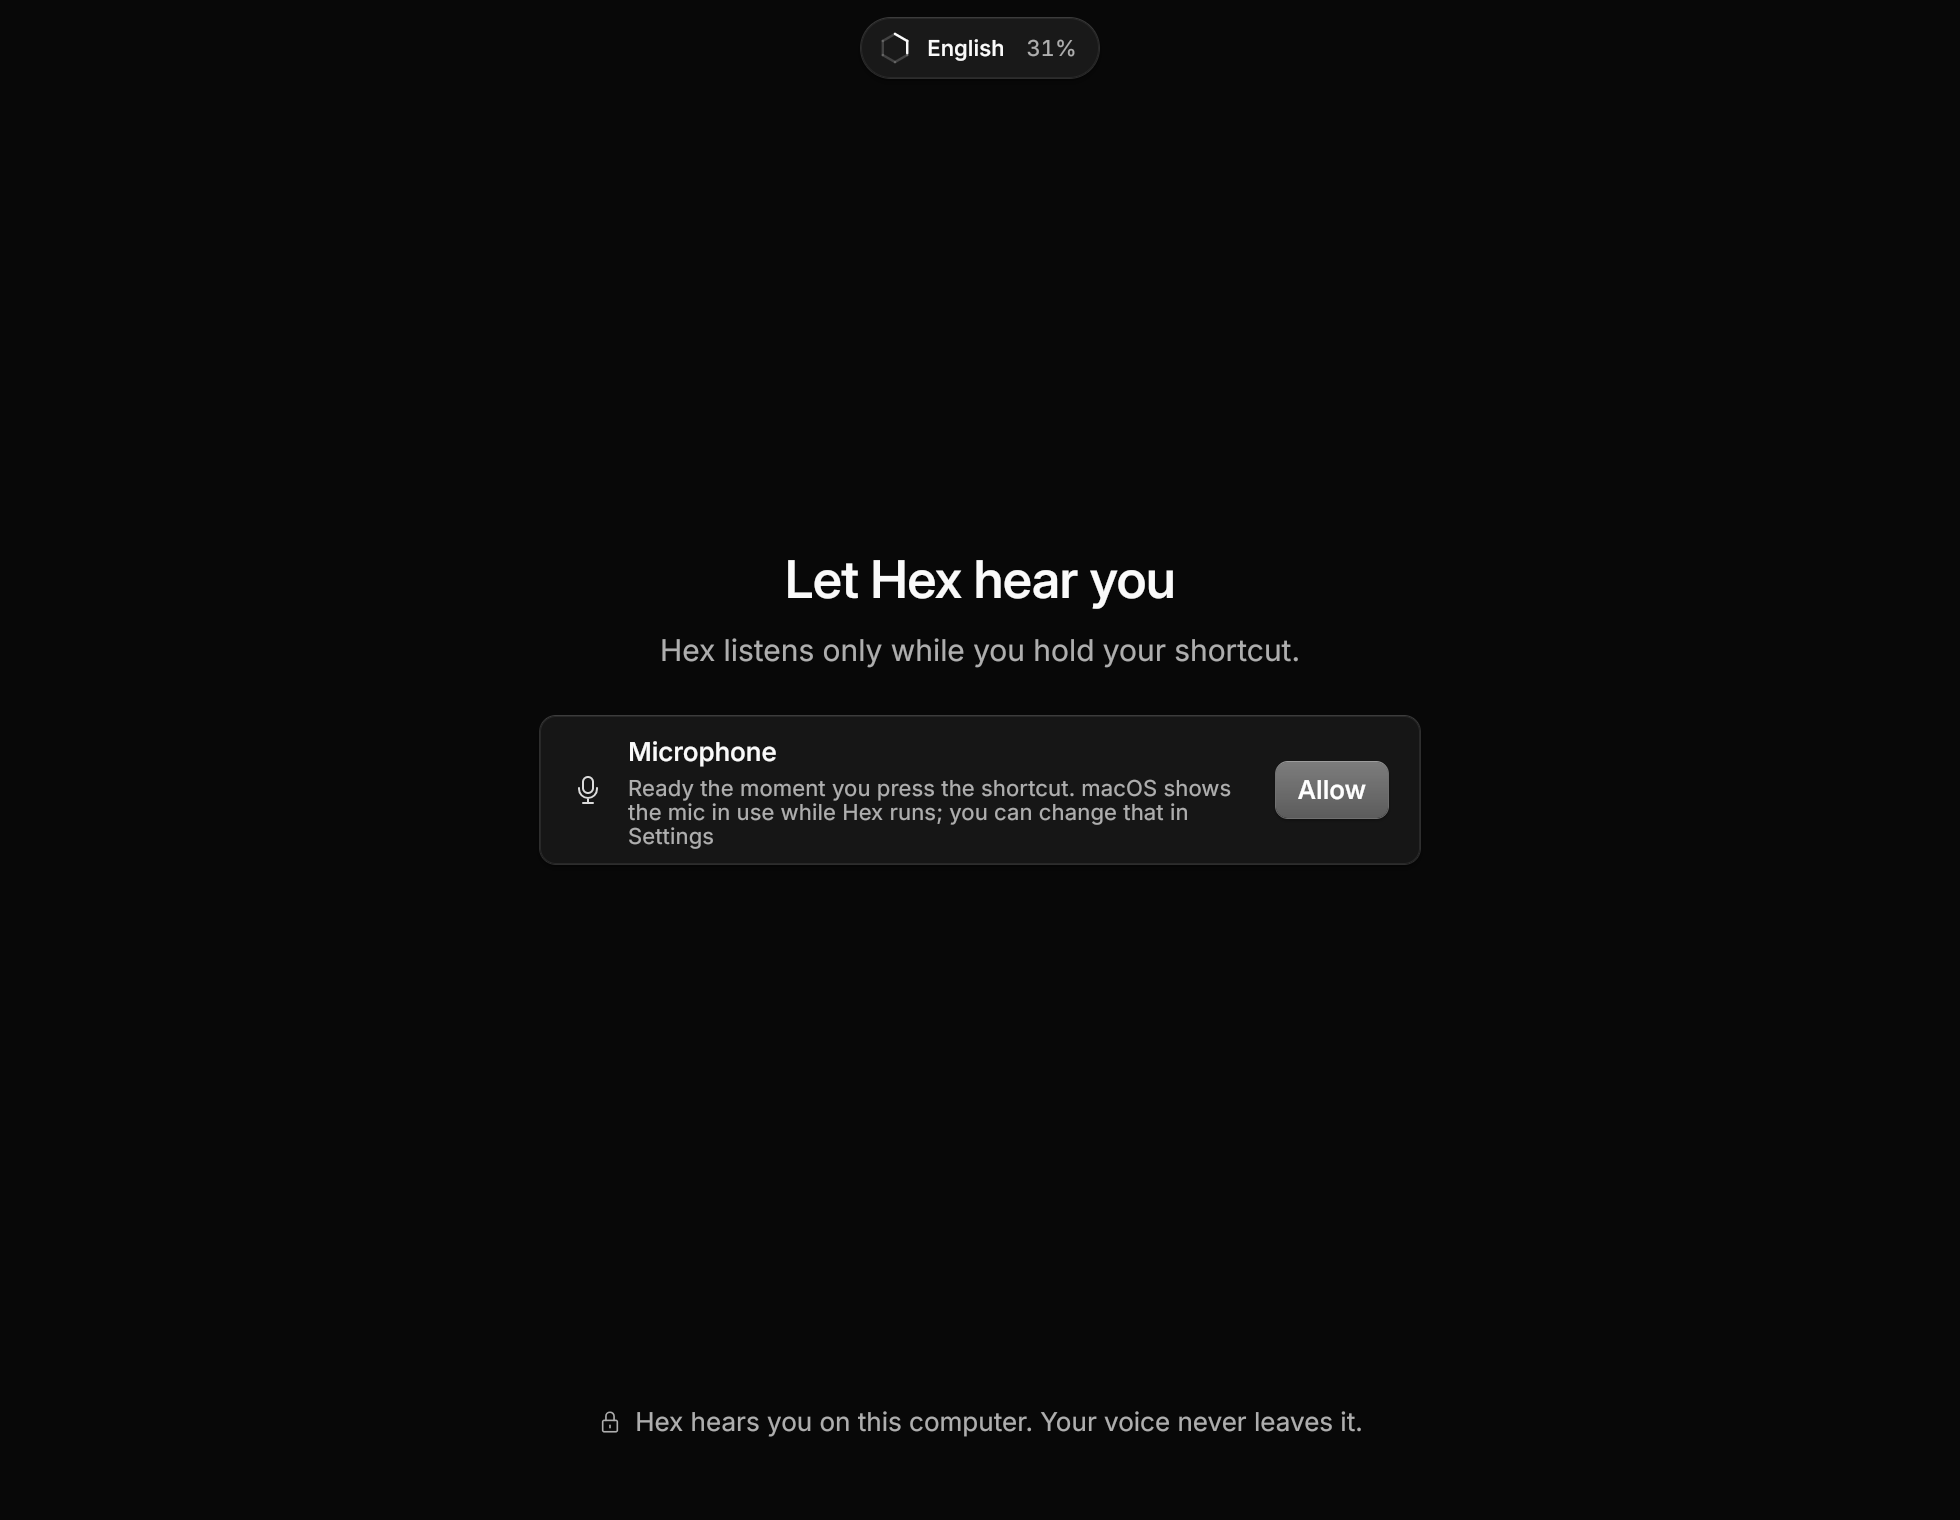 English 31%
Let Hex hear you
Hex listens only while you hold your shortcut.
Microphone
Ready the moment you press the shortcut. macOS shows
the mic in use while Hex runs; you can change that in
Settings
Allow
Hex hears you on this computer. Your voice never leaves it.